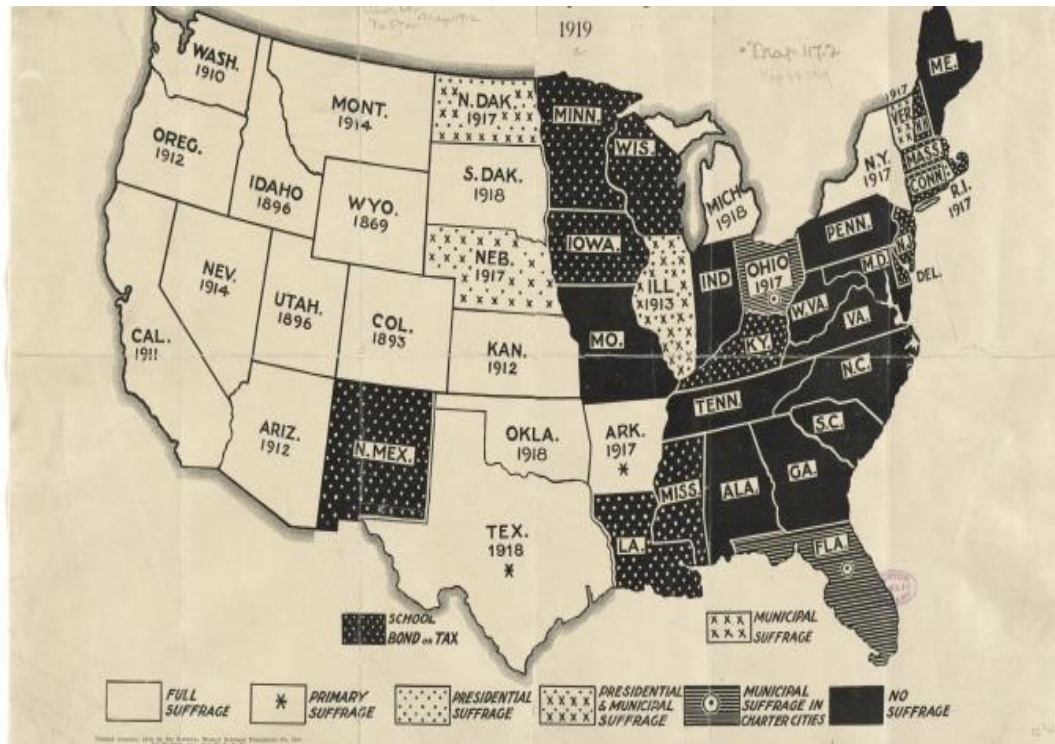 1919
WASH.
1910
OREG.
1912
IDAHO
1896
MONT.
1914
WYO.
1869
N.DAK.
1917
S.DAK.
1918
NEB.
1917
MINN.
WIS.
IOWA.
MICH
1918
ILL
1913
IND
OHIO
1917
ME.
1917
VER.
N.Y.
1917
MASS.
CONN.
R.I.
1917
PENN.
N.J.
M.D.
DEL.
W.VA.
VA.
KY.
N.C.
TENN.
S.C.
GA.
ALA.
MISS.
LA.
FLA.
MO.
ARK.
1917
*
CAL.
1911
NEV.
1914
UTAH.
1896
COL.
1893
KAN.
1912
ARIZ.
1912
N.MEX.
OKLA.
1918
TEX.
1918
*
SCHOOL
BOND OR TAX
MUNICIPAL
SUFFRAGE
FULL
SUFFRAGE
*
PRIMARY
SUFFRAGE
PRESIDENTIAL
SUFFRAGE
PRESIDENTIAL
& MUNICIPAL
SUFFRAGE
MUNICIPAL
SUFFRAGE IN
CHARTER CITIES
NO
SUFFRAGE